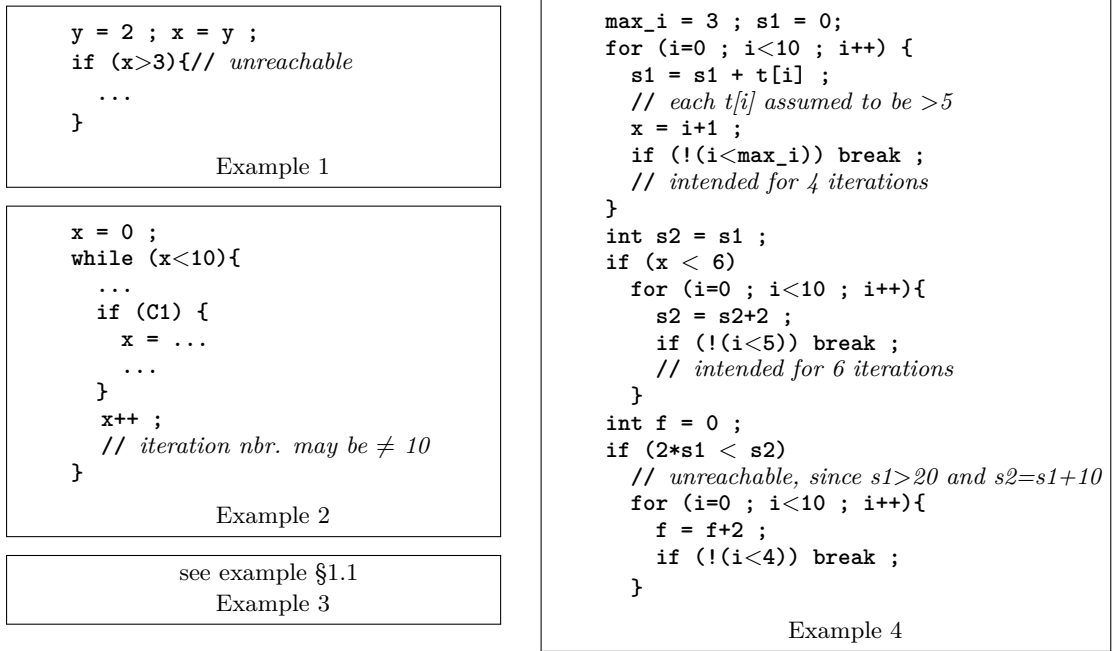 y = 2 ; x = y ;
if (x>3){// unreachable
...
}
Example 1
x = 0 ;
while (x<10){
...
if (C1) {
x = ...
...
}
x++ ;
// iteration nbr. may be ≠ 10
}
Example 2
see example §1.1
Example 3
max_i = 3 ; s1 = 0;
for (i=0 ; i<10 ; i++) {
s1 = s1 + t[i] ;
// each t[i] assumed to be >5
x = i+1 ;
if (!(i<max_i)) break ;
// intended for 4 iterations
}
int s2 = s1 ;
if (x < 6)
for (i=0 ; i<10 ; i++){
s2 = s2+2 ;
if (!(i<5)) break ;
// intended for 6 iterations
}
int f = 0 ;
if (2*s1 < s2)
// unreachable, since s1>20 and s2=s1+10
for (i=0 ; i<10 ; i++){
f = f+2 ;
if (!(i<4)) break ;
}
Example 4